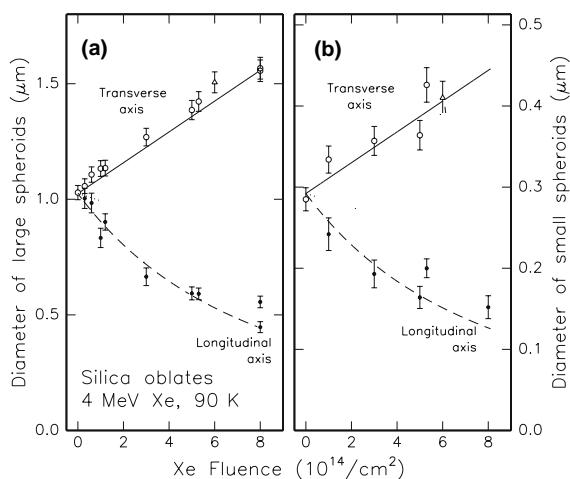 (a)
(b)
Transverse
axis
Longitudinal
axis
Silica oblates
4 MeV Xe, 90 K
Longitudinal
axis
Diameter of large spheroids (μm)
Diameter of small spheroids (μm)
1.5
1.0
0.5
0.0
0.5
0.4
0.3
0.2
0.1
0.0
0 2 4 6 8 0 2 4 6 8
Xe Fluence (10¹⁴/cm²)